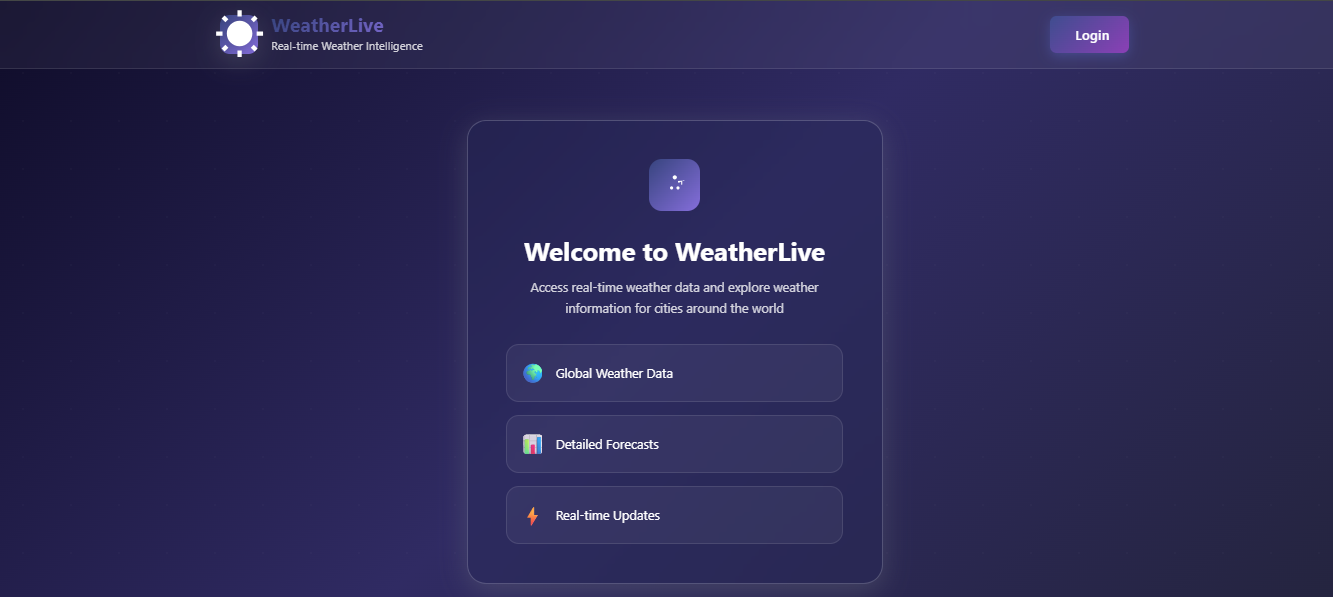 WeatherLive
Real-time Weather Intelligence
Login
Welcome to WeatherLive
Access real-time weather data and explore weather
information for cities around the world
Global Weather Data
Detailed Forecasts
Real-time Updates